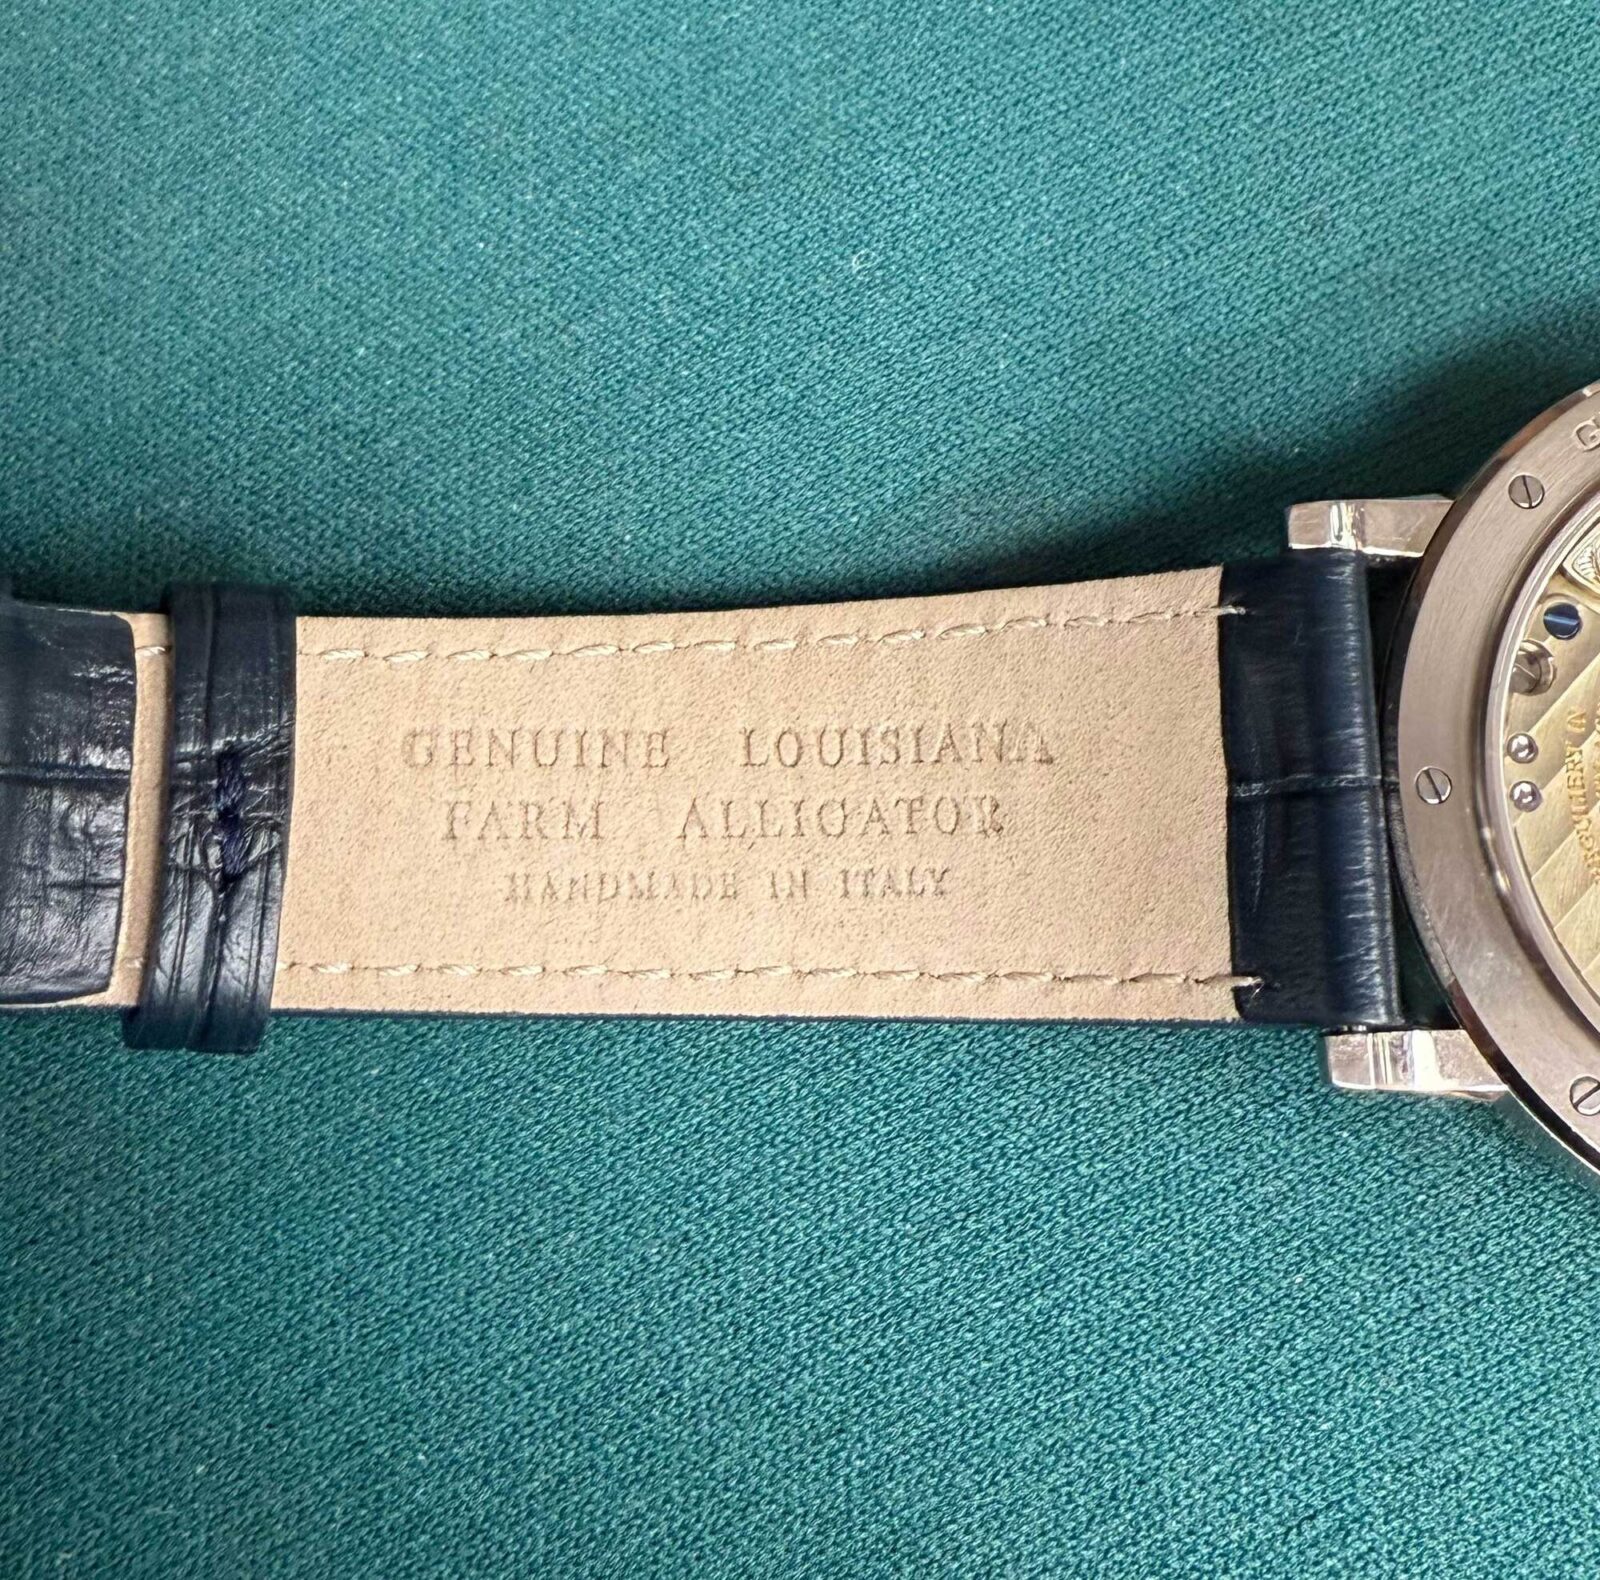 GENUINE LOUISIANA
FARM ALLIGATOR
HANDMADE IN ITALY